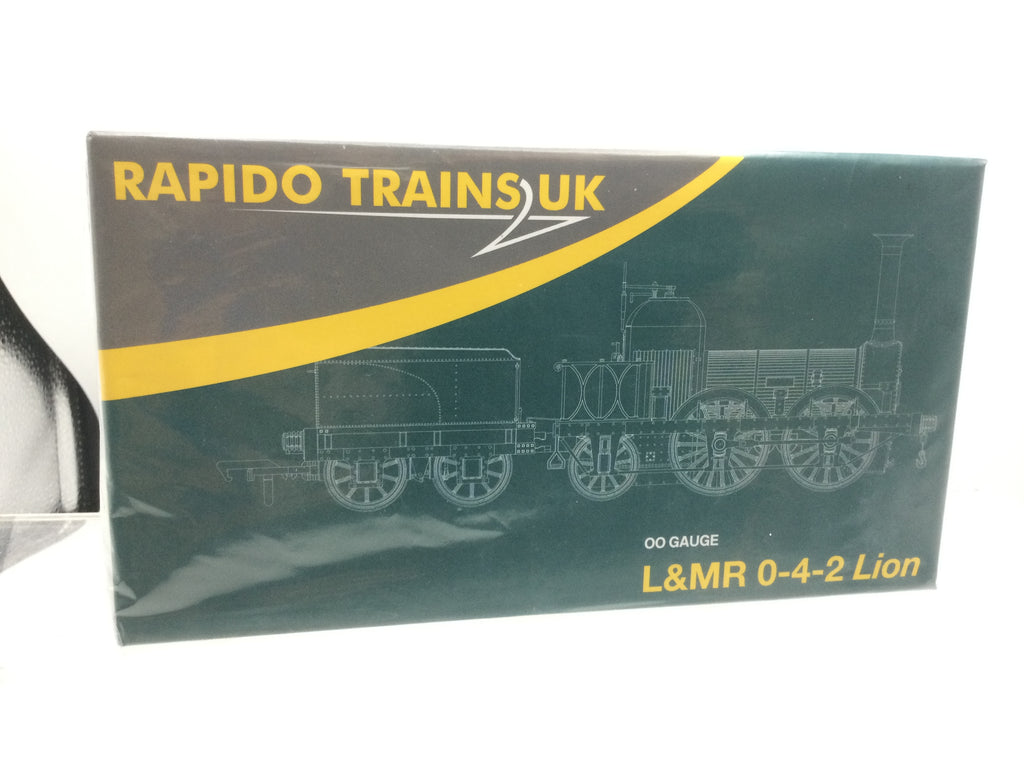 RAPIDO TRAINS UK
OO GAUGE
L&MR 0-4-2 Lion